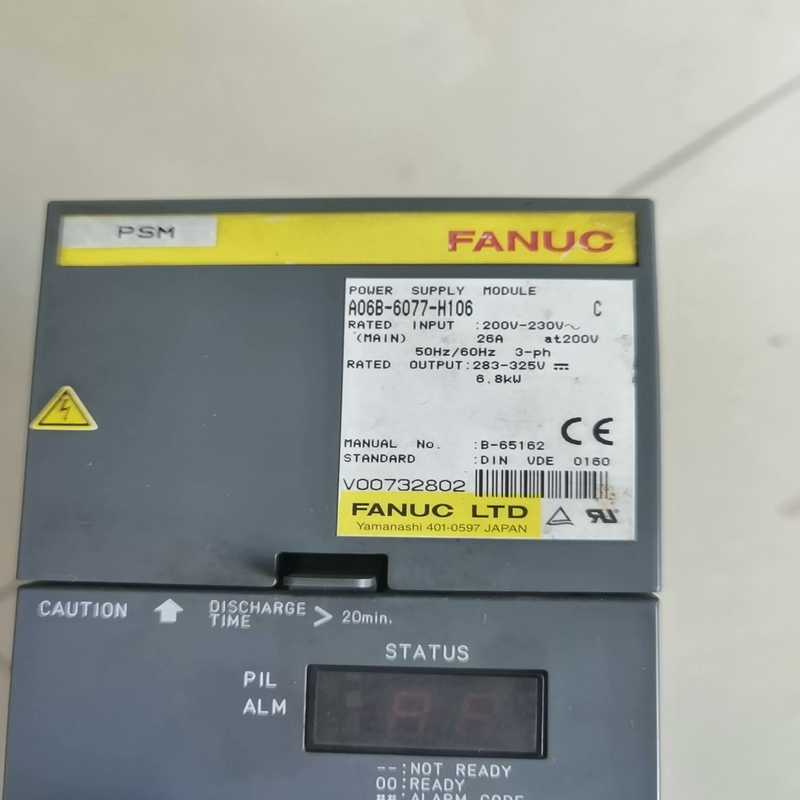 PSM
FANUC
POWER SUPPLY MODULE
A06B-6077-H106 C
RATED INPUT :200V-230V~
(MAIN) 26A at200V
50Hz/60Hz 3-ph
RATED OUTPUT:283-325V ⎓
6.8kW
MANUAL No. :B-65162
CE
STANDARD :DIN VDE 0160
V00732802
FANUC LTD
Yamanashi 401-0597 JAPAN
CAUTION DISCHARGE TIME > 20min.
STATUS
PIL
ALM
--:NOT READY
00:READY
##:ALARM CODE